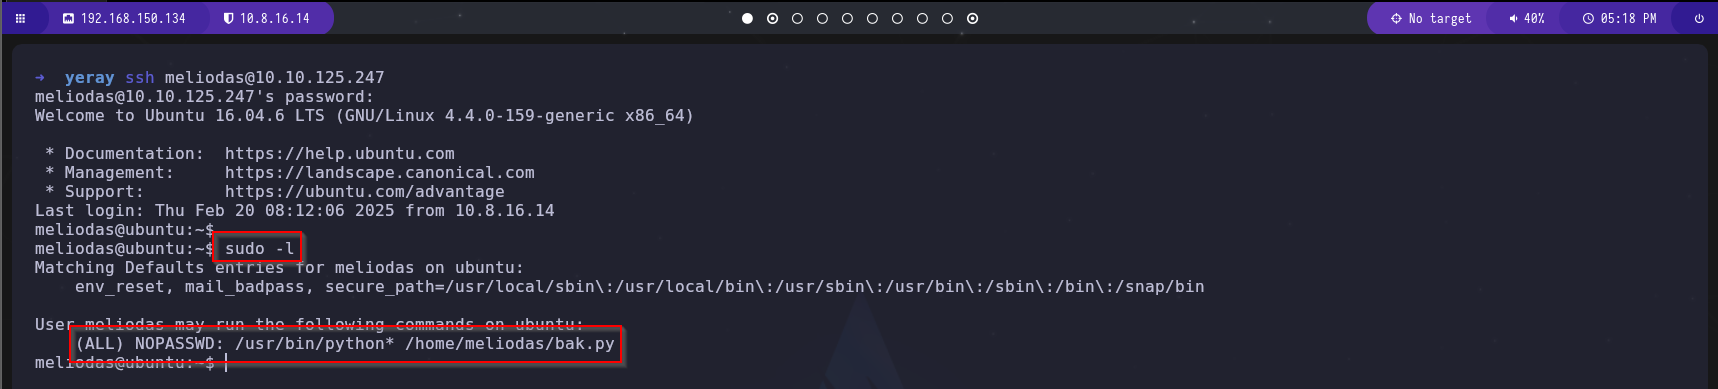 192.168.150.134 10.8.16.14 No target 40% 05:18 PM
→ yeray ssh meliodas@10.10.125.247
meliodas@10.10.125.247's password:
Welcome to Ubuntu 16.04.6 LTS (GNU/Linux 4.4.0-159-generic x86_64)
* Documentation: https://help.ubuntu.com
* Management: https://landscape.canonical.com
* Support: https://ubuntu.com/advantage
Last login: Thu Feb 20 08:12:06 2025 from 10.8.16.14
meliodas@ubuntu:~$
meliodas@ubuntu:~$ sudo -l
Matching Defaults entries for meliodas on ubuntu:
env_reset, mail_badpass, secure_path=/usr/local/sbin\:/usr/local/bin\:/usr/sbin\:/usr/bin\:/sbin\:/bin\:/snap/bin
User meliodas may run the following commands on ubuntu:
(ALL) NOPASSWD: /usr/bin/python* /home/meliodas/bak.py
meliodas@ubuntu:~$